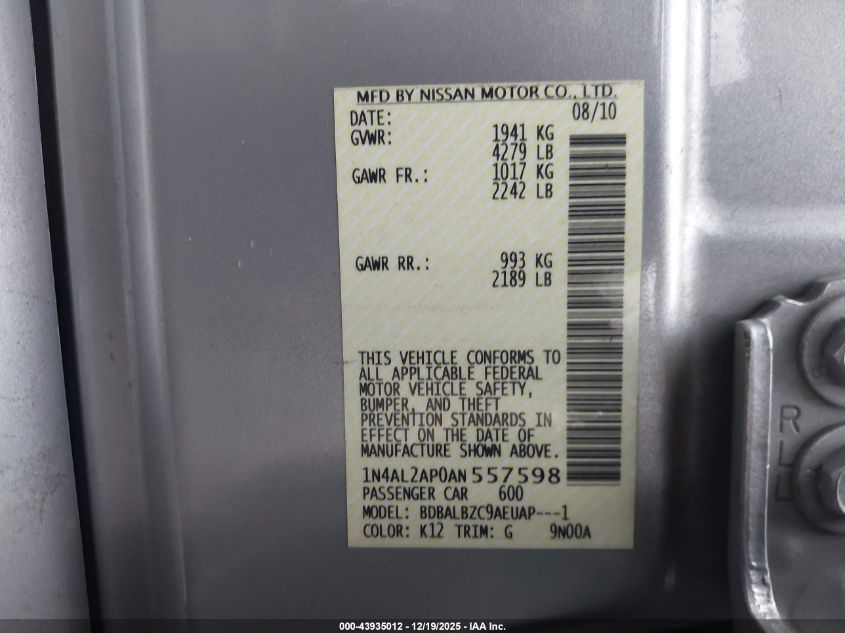 MFD BY NISSAN MOTOR CO., LTD.
DATE: 08/10
GVWR: 1941 KG
4279 LB
GAWR FR.: 1017 KG
2242 LB
GAWR RR.: 993 KG
2189 LB
THIS VEHICLE CONFORMS TO
ALL APPLICABLE FEDERAL
MOTOR VEHICLE SAFETY,
BUMPER, AND THEFT
PREVENTION STANDARDS IN
EFFECT ON THE DATE OF
MANUFACTURE SHOWN ABOVE.
1N4AL2AP0AN557598
PASSENGER CAR 600
MODEL: BDBALBZC9AEUAP---1
COLOR: K12 TRIM: G 9N00A
RLU
000-43935012 - 12/19/2025 - IAA Inc.